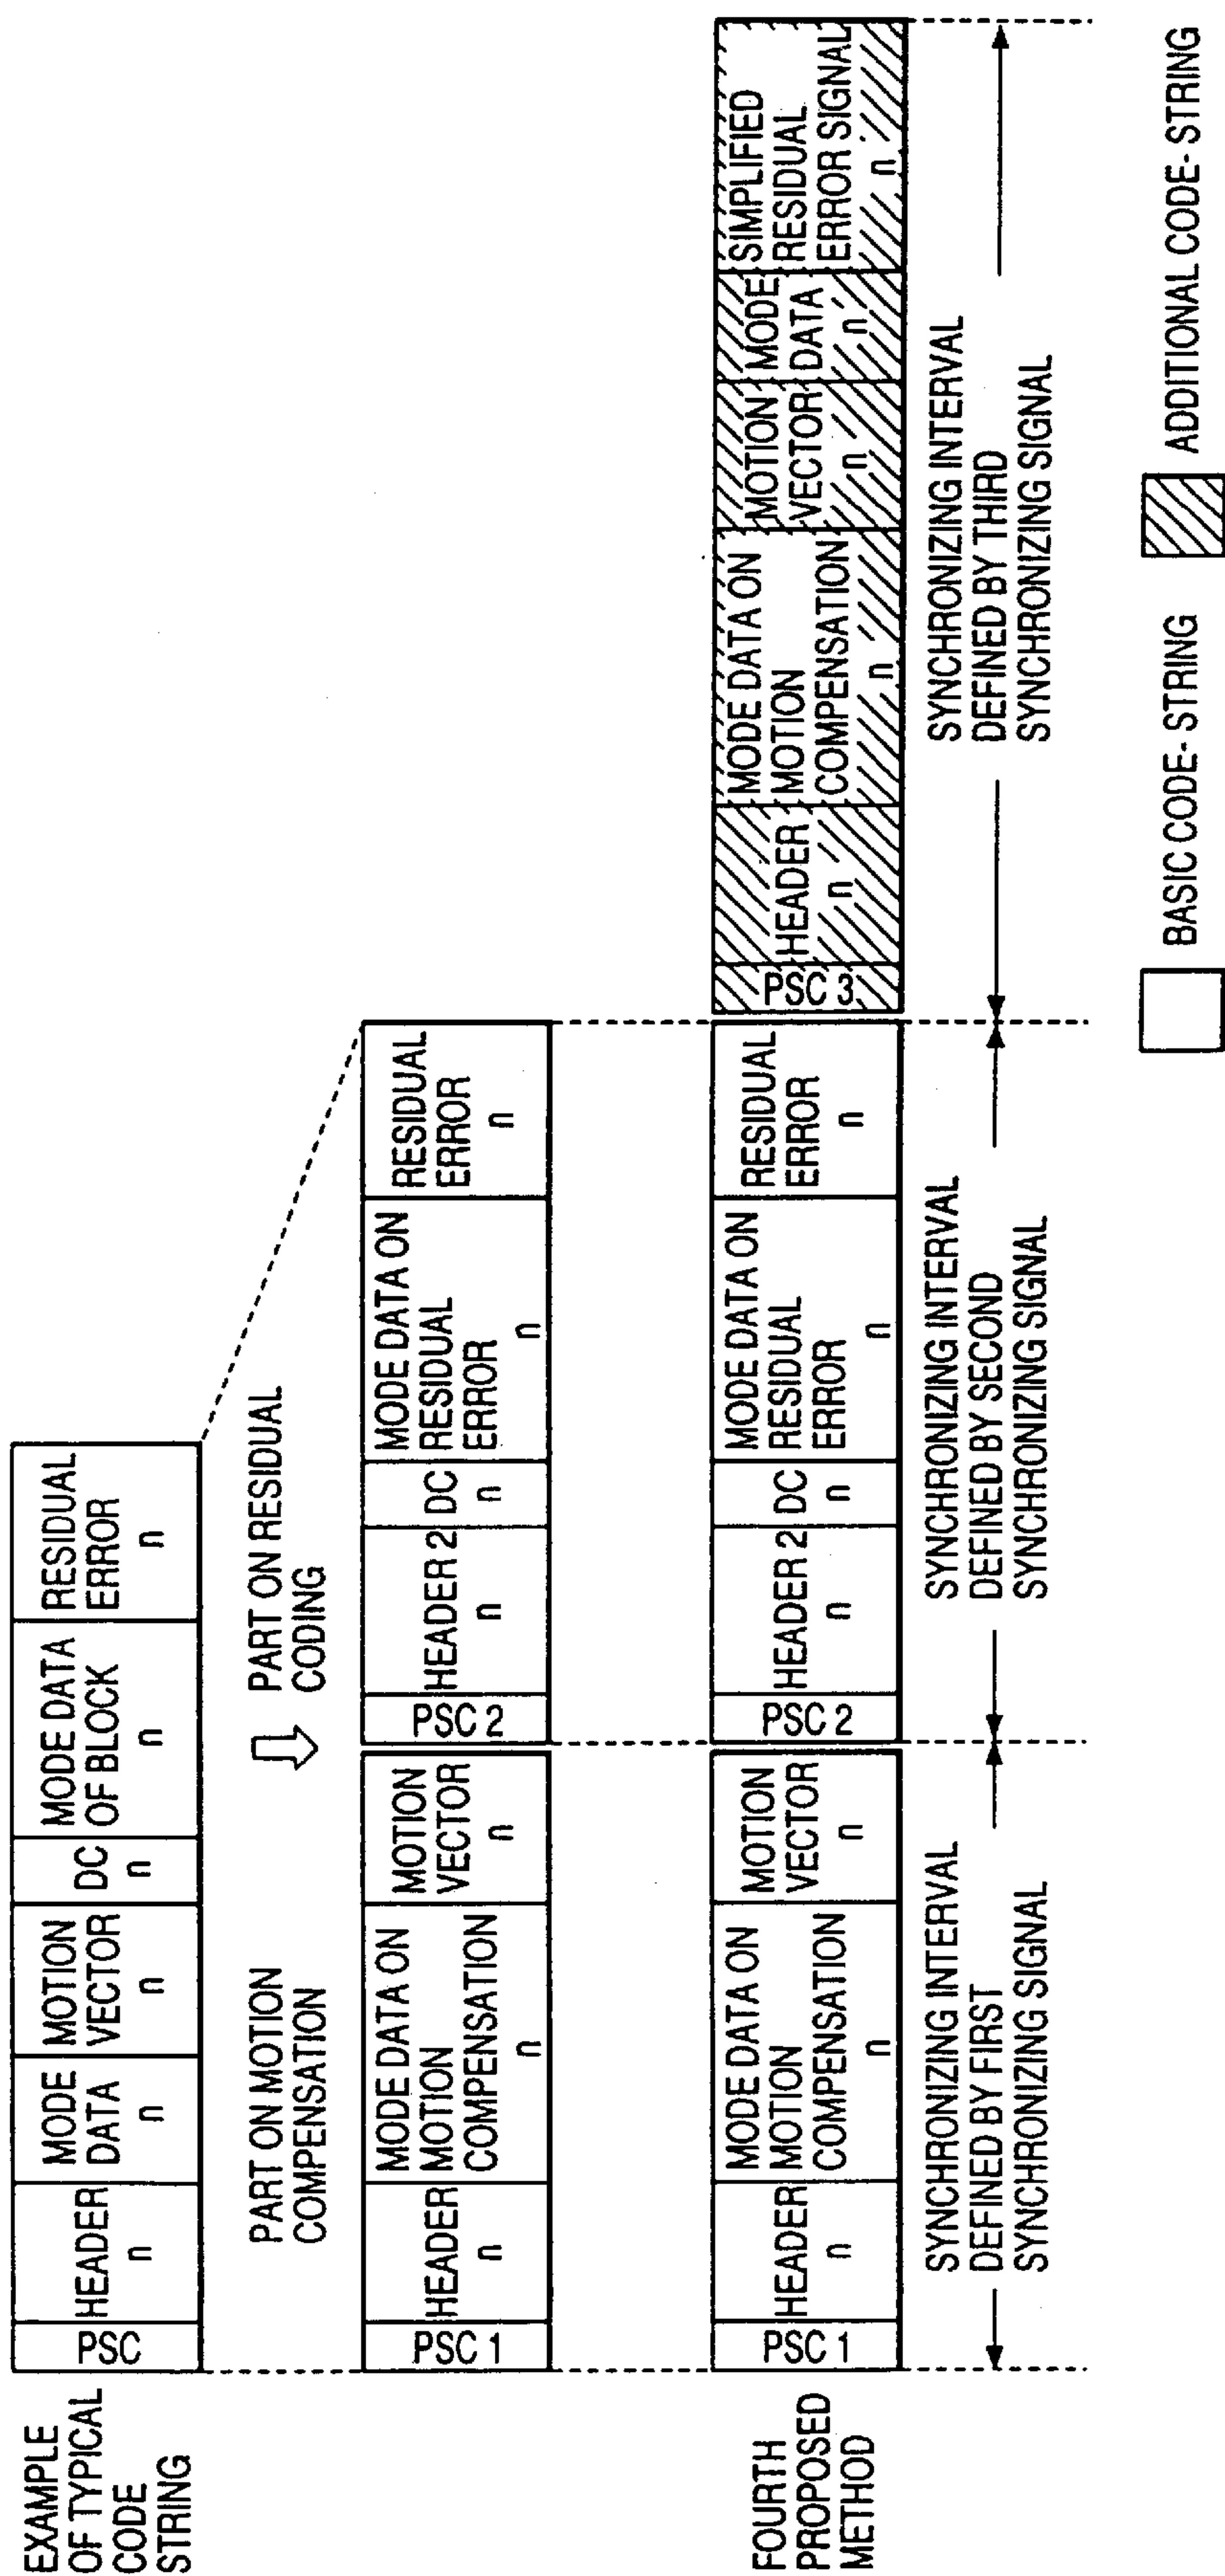 EXAMPLE
OF TYPICAL
CODE
STRING
PSC
HEADER
n
MODE
DATA
n
MOTION
VECTOR
n
DC
n
MODE DATA
OF BLOCK
n
RESIDUAL
ERROR
n
PART ON MOTION
COMPENSATION
PART ON RESIDUAL
CODING
PSC 1
HEADER
n
MODE DATA ON
MOTION
COMPENSATION
n
MOTION
VECTOR
n
PSC 2
HEADER 2
n
DC
n
MODE DATA ON
RESIDUAL
ERROR
n
RESIDUAL
ERROR
n
FOURTH
PROPOSED
METHOD
PSC 1
HEADER
n
MODE DATA ON
MOTION
COMPENSATION
n
MOTION
VECTOR
n
PSC 2
HEADER 2
n
DC
n
MODE DATA ON
RESIDUAL
ERROR
n
RESIDUAL
ERROR
n
PSC 3
HEADER
n
MODE DATA ON
MOTION
COMPENSATION
n
MOTION
VECTOR
n
MODE
DATA
n
SIMPLIFIED
RESIDUAL
ERROR SIGNAL
n
SYNCHRONIZING INTERVAL
DEFINED BY FIRST
SYNCHRONIZING SIGNAL
SYNCHRONIZING INTERVAL
DEFINED BY SECOND
SYNCHRONIZING SIGNAL
SYNCHRONIZING INTERVAL
DEFINED BY THIRD
SYNCHRONIZING SIGNAL
BASIC CODE- STRING
ADDITIONAL CODE- STRING